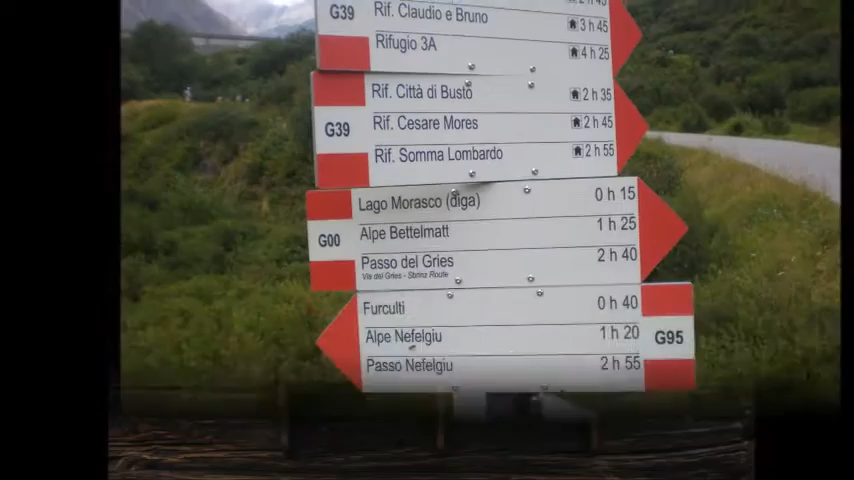 G39
Rif. Claudio e Bruno 3 h 45
Rifugio 3A 4 h 25
G39
Rif. Città di Busto 2 h 35
Rif. Cesare Mores 2 h 45
Rif. Somma Lombardo 2 h 55
G00
Lago Morasco (diga) 0 h 15
Alpe Bettelmatt 1 h 25
Passo del Gries 2 h 40
Via del Gries - Sbrinz Route
Furculti 0 h 40
Alpe Nefelgiu 1 h 20
Passo Nefelgiu 2 h 55
G95